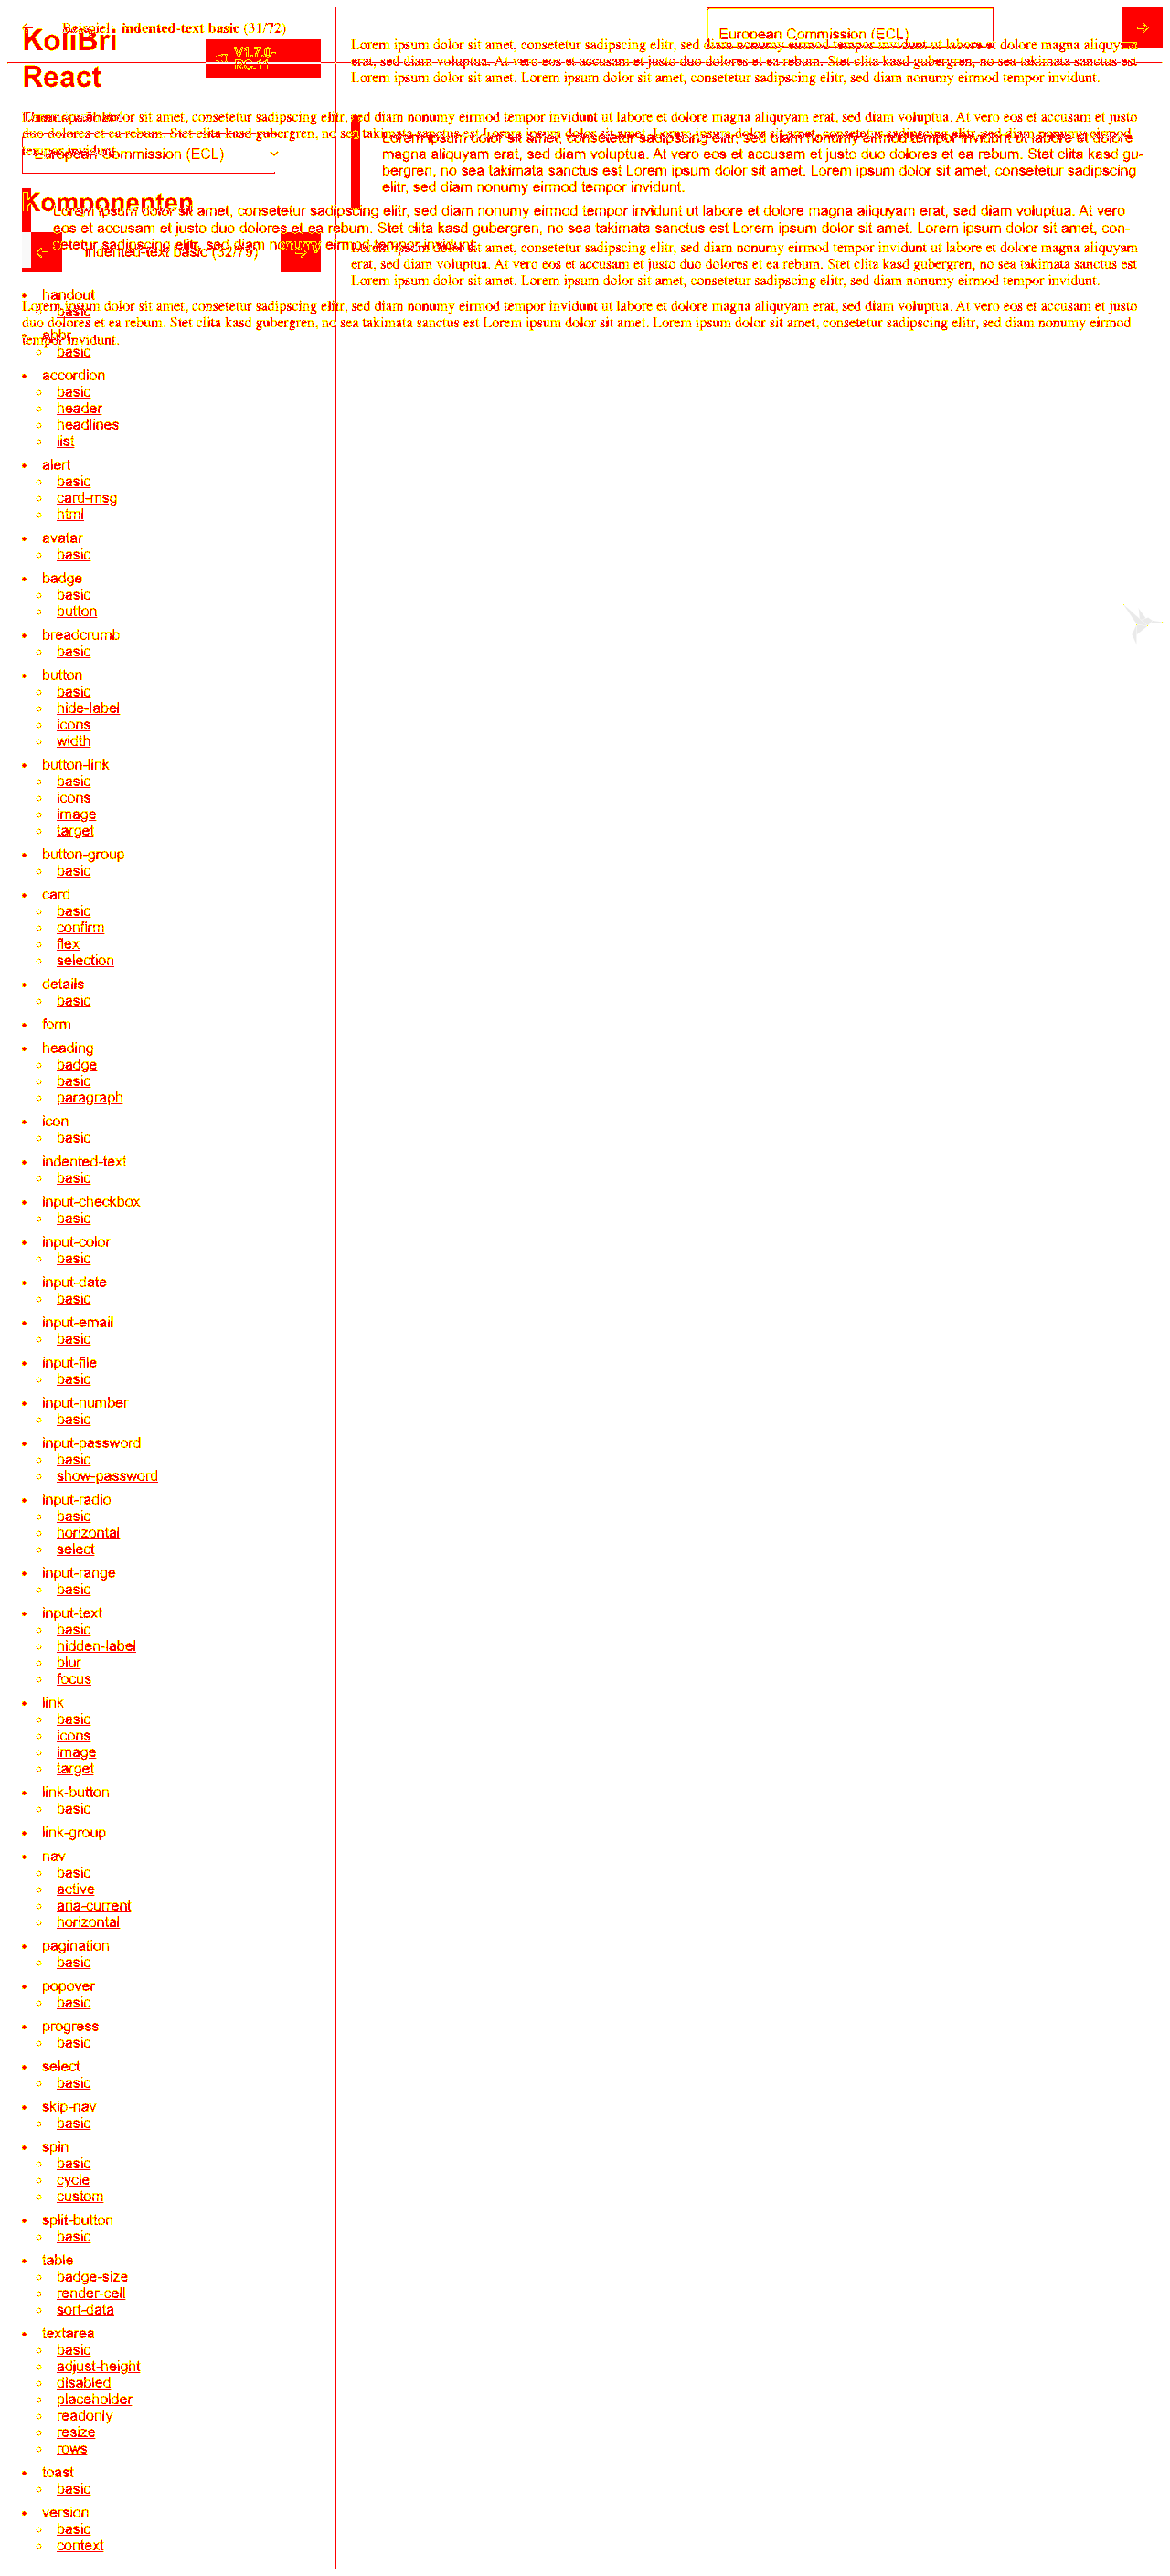 ← Beispiel: indented-text basic (31/72)
European Commission (ECL)
→
KoliBri
React
V1.7.0-
RC.11
Lorem ipsum dolor sit amet, consetetur sadipscing elitr, sed diam nonumy eirmod tempor invidunt ut labore et dolore magna aliquyam
erat, sed diam voluptua. At vero eos et accusam et justo duo dolores et ea rebum. Stet clita kasd gubergren, no sea takimata sanctus est
Lorem ipsum dolor sit amet, consetetur sadipscing elitr, sed diam nonumy eirmod tempor invidunt.
Lorem ipsum dolor sit amet, consetetur sadipscing elitr, sed diam nonumy eirmod tempor invidunt ut labore et dolore magna aliquyam erat, sed diam voluptua. At vero eos et accusam et justo
duo dolores et ea rebum. Stet clita kasd gubergren, no sea takimata sanctus est Lorem ipsum dolor sit amet. Lorem ipsum dolor sit amet, consetetur sadipscing elitr, sed diam nonumy eirmod
tempor invidunt.
European Commission (ECL)
Lorem ipsum dolor sit amet, consetetur sadipscing elitr, sed diam nonumy eirmod tempor invidunt ut labore et dolore
magna aliquyam erat, sed diam voluptua. At vero eos et accusam et justo duo dolores et ea rebum. Stet clita kasd gu-
bergren, no sea takimata sanctus est Lorem ipsum dolor sit amet. Lorem ipsum dolor sit amet, consetetur sadipscing
elitr, sed diam nonumy eirmod tempor invidunt.
Komponenten
Lorem ipsum dolor sit amet, consetetur sadipscing elitr, sed diam nonumy eirmod tempor invidunt ut labore et dolore magna aliquyam erat, sed diam voluptua. At vero
eos et accusam et justo duo dolores et ea rebum. Stet clita kasd gubergren, no sea takimata sanctus est Lorem ipsum dolor sit amet. Lorem ipsum dolor sit amet, con-
setetur sadipscing elitr, sed diam nonumy eirmod tempor invidunt.
← indented-text basic (32/76) →
Lorem ipsum dolor sit amet, consetetur sadipscing elitr, sed diam nonumy eirmod tempor invidunt ut labore et dolore magna aliquyam
erat, sed diam voluptua. At vero eos et accusam et justo duo dolores et ea rebum. Stet clita kasd gubergren, no sea takimata sanctus est
Lorem ipsum dolor sit amet, consetetur sadipscing elitr, sed diam nonumy eirmod tempor invidunt.
Lorem ipsum dolor sit amet, consetetur sadipscing elitr, sed diam nonumy eirmod tempor invidunt ut labore et dolore magna aliquyam erat, sed diam voluptua. At vero eos et accusam et justo
duo dolores et ea rebum. Stet clita kasd gubergren, no sea takimata sanctus est Lorem ipsum dolor sit amet. Lorem ipsum dolor sit amet, consetetur sadipscing elitr, sed diam nonumy eirmod
tempor invidunt.
handout
basic
abbr
basic
accordion
basic
header
headlines
list
alert
basic
card-msg
html
avatar
basic
badge
basic
button
breadcrumb
basic
button
basic
hide-label
icons
width
button-link
basic
icons
image
target
button-group
basic
card
basic
confirm
flex
selection
details
basic
form
heading
badge
basic
paragraph
icon
basic
indented-text
basic
input-checkbox
basic
input-color
basic
input-date
basic
input-email
basic
input-file
basic
input-number
basic
input-password
basic
show-password
input-radio
basic
horizontal
select
input-range
basic
input-text
basic
hidden-label
blur
focus
link
basic
icons
image
target
link-button
basic
link-group
nav
basic
active
aria-current
horizontal
pagination
basic
popover
basic
progress
basic
select
basic
skip-nav
basic
spin
basic
cycle
custom
split-button
basic
table
badge-size
render-cell
sort-data
textarea
basic
adjust-height
disabled
placeholder
readonly
resize
rows
toast
basic
version
basic
context